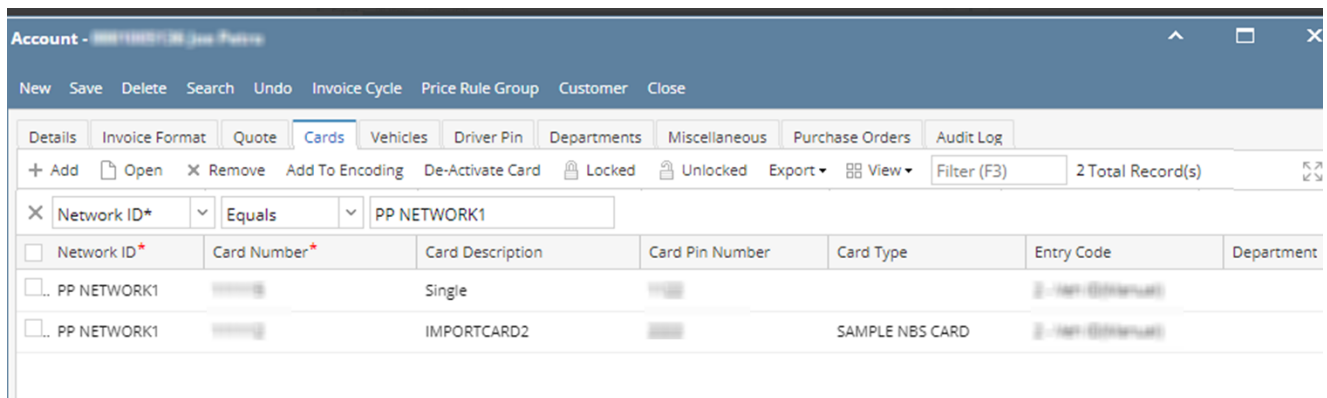 Account -
New Save Delete Search Undo Invoice Cycle Price Rule Group Customer Close
Details Invoice Format Quote Cards Vehicles Driver Pin Departments Miscellaneous Purchase Orders Audit Log
+ Add Open X Remove Add To Encoding De-Activate Card Locked Unlocked Export View Filter (F3) 2 Total Record(s)
Network ID* Equals PP NETWORK1
Network ID* Card Number* Card Description Card Pin Number Card Type Entry Code Department
PP NETWORK1 Single
PP NETWORK1 IMPORTCARD2 SAMPLE NBS CARD